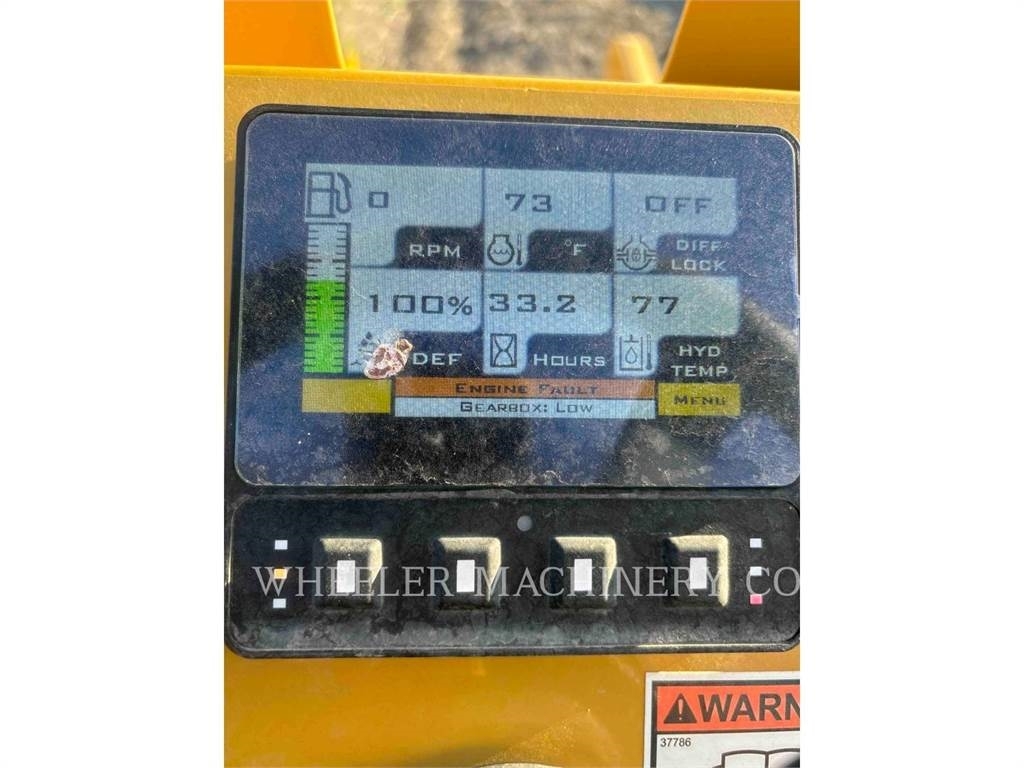 0 73 OFF
RPM °F DIFF
LOCK
100% 33.2 77
DEF HOURS HYD
TEMP
ENGINE FAULT
GEARBOX: LOW
MENU
WHEELER MACHINERY CO
WARN
37786